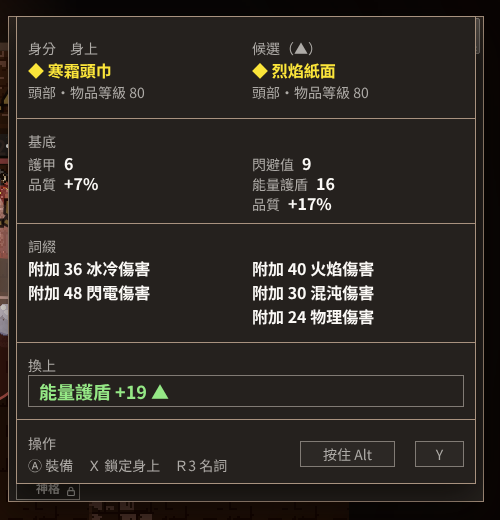 身分 身上 候選（▲）
◆ 寒霜頭巾 ◆ 烈焰紙面
頭部・物品等級 80 頭部・物品等級 80
基底
護甲 6 閃避值 9
品質 +7% 能量護盾 16
品質 +17%
詞綴
附加 36 冰冷傷害 附加 40 火焰傷害
附加 48 閃電傷害 附加 30 混沌傷害
附加 24 物理傷害
換上
能量護盾 +19 ▲
操作
Ⓐ 裝備 X 鎖定身上 R3 名詞 按住 Alt Y
神格